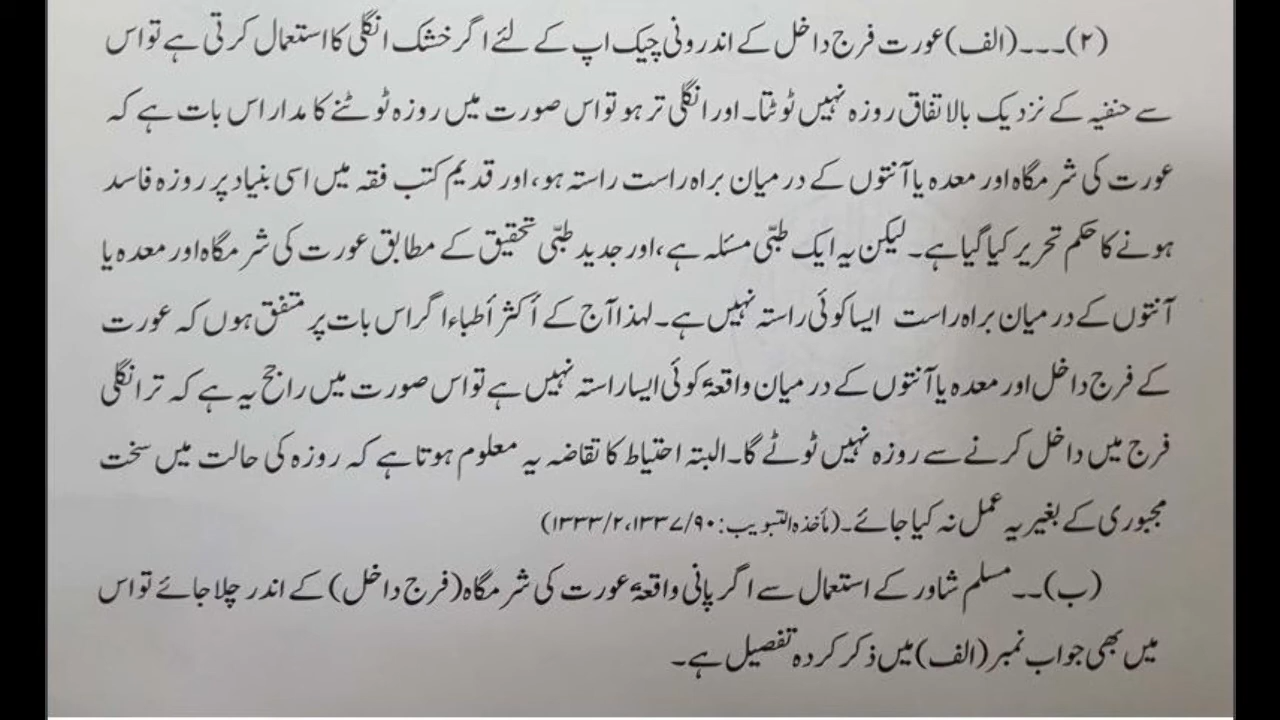 (۲)۔۔۔(الف)عورت فرج داخل کے اندرونی چیک اپ کے لئے اگر خشک انگلی کا استعمال کرتی ہے تو اس
سے حنفیہ کے نزدیک بالاتفاق روزہ نہیں ٹوٹتا۔ اور انگلی تر ہو تو اس صورت میں روزہ ٹوٹنے کا مدار اس بات ہے کہ
عورت کی شرمگاہ اور معدہ یا آنتوں کے درمیان براہ راست راستہ ہو، اور قدیم کتب فقہ میں اسی بنیاد پر روزہ فاسد
ہونے کا حکم تحریر کیا گیا ہے۔ لیکن یہ ایک طبّی مسئلہ ہے، اور جدید طبّی تحقیق کے مطابق عورت کی شرمگاہ اور معدہ یا
آنتوں کے درمیان براہ راست ایسا کوئی راستہ نہیں ہے۔ لہذا آج کے أکثر أطباء اگر اس بات پر متفق ہوں کہ عورت
کے فرج داخل اور معدہ یا آنتوں کے درمیان واقعۃً کوئی ایسا راستہ نہیں ہے تو اس صورت میں راجح یہ ہے کہ تر انگلی
فرج میں داخل کرنے سے روزہ نہیں ٹوٹے گا۔ البتہ احتیاط کا تقاضہ یہ معلوم ہوتا ہے کہ روزہ کی حالت میں سخت
مجبوری کے بغیر یہ عمل نہ کیا جائے۔ (مأخذہ التبویب: ۱۳۳۷/۹۰، ۱۳۳۳/۲)
(ب)۔۔ مسلم شاور کے استعمال سے اگر پانی واقعۃً عورت کی شرمگاہ (فرج داخل) کے اندر چلا جائے تو اس
میں بھی جواب نمبر (الف) میں ذکر کردہ تفصیل ہے۔